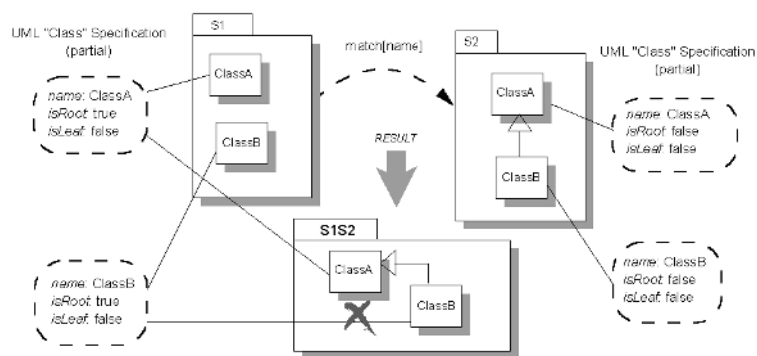 UML "Class" Specification
(partial)
name: ClassA
isRoot: true
isLeaf: false
name: ClassB
isRoot: true
isLeaf: false
S1
ClassA
ClassB
match[name]
RESULT
S2
ClassA
ClassB
UML "Class" Specification
[partial]
name: ClassA
isRoot: false
isLeaf: false
name: ClassB
isRoot: false
isLeaf: false
S1S2
ClassA
ClassB